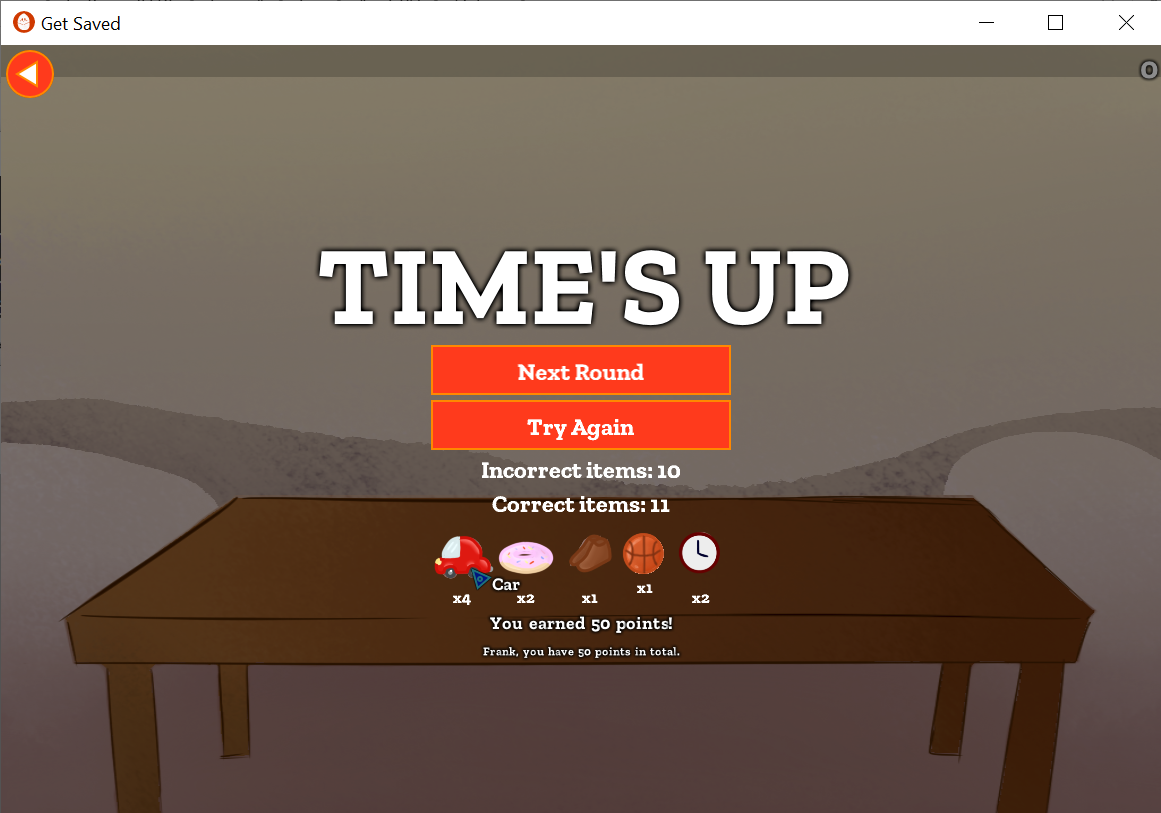 Get Saved
0
TIME'S UP
Next Round
Try Again
Incorrect items: 10
Correct items: 11
Car
x4 x2 x1 x1 x2
You earned 50 points!
Frank, you have 50 points in total.